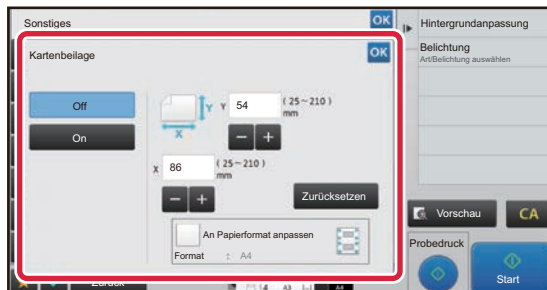 Sonstiges
OK
Kartenbeilage
OK
Off
On
Y
Y 54 (25~210)
mm
X
X 86 (25~210)
mm
Zurücksetzen
An Papierformat anpassen
Format : A4
Zurück
Hintergrundanpassung
Belichtung
Art/Belichtung auswählen
Vorschau
CA
Probedruck
Start